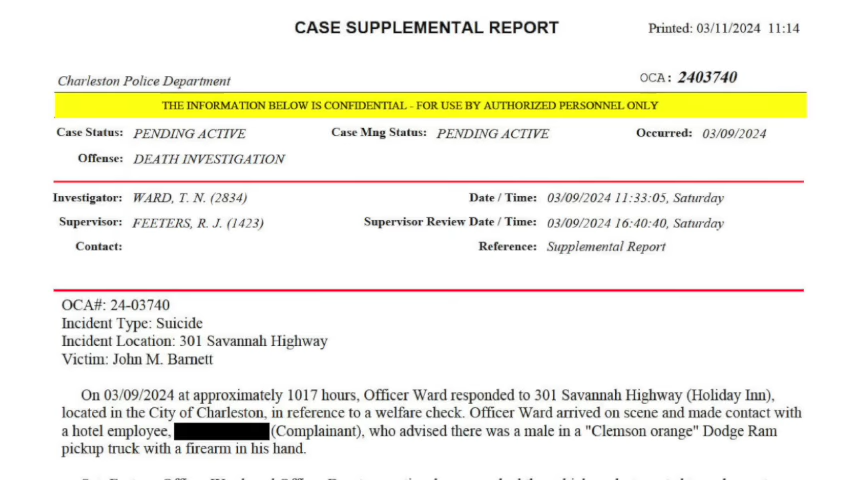 CASE SUPPLEMENTAL REPORT
Printed: 03/11/2024 11:14
Charleston Police Department
OCA: 2403740
THE INFORMATION BELOW IS CONFIDENTIAL - FOR USE BY AUTHORIZED PERSONNEL ONLY
Case Status: PENDING ACTIVE Case Mng Status: PENDING ACTIVE Occurred: 03/09/2024
Offense: DEATH INVESTIGATION
Investigator: WARD, T. N. (2834) Date / Time: 03/09/2024 11:33:05, Saturday
Supervisor: FEETERS, R. J. (1423) Supervisor Review Date / Time: 03/09/2024 16:40:40, Saturday
Contact: Reference: Supplemental Report
OCA#: 24-03740
Incident Type: Suicide
Incident Location: 301 Savannah Highway
Victim: John M. Barnett
On 03/09/2024 at approximately 1017 hours, Officer Ward responded to 301 Savannah Highway (Holiday Inn),
located in the City of Charleston, in reference to a welfare check. Officer Ward arrived on scene and made contact with
a hotel employee, (Complainant), who advised there was a male in a "Clemson orange" Dodge Ram
pickup truck with a firearm in his hand.